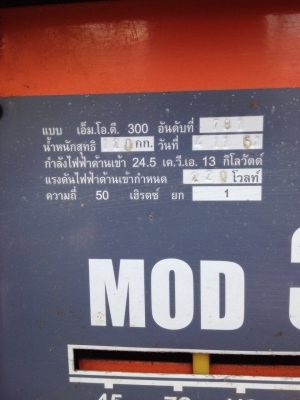 แบบ เอ็ม.โอ.ดี. 300 อันดับที่ 787
น้ำหนักสุทธิ กก. วันที่
กำลังไฟฟ้าด้านเข้า 24.5 เค.วี.เอ. 13 กิโลวัตต์
แรงดันไฟฟ้าด้านเข้ากำหนด 220 โวลท์
ความถี่ 50 เฮิรตซ์ ยก 1
MOD